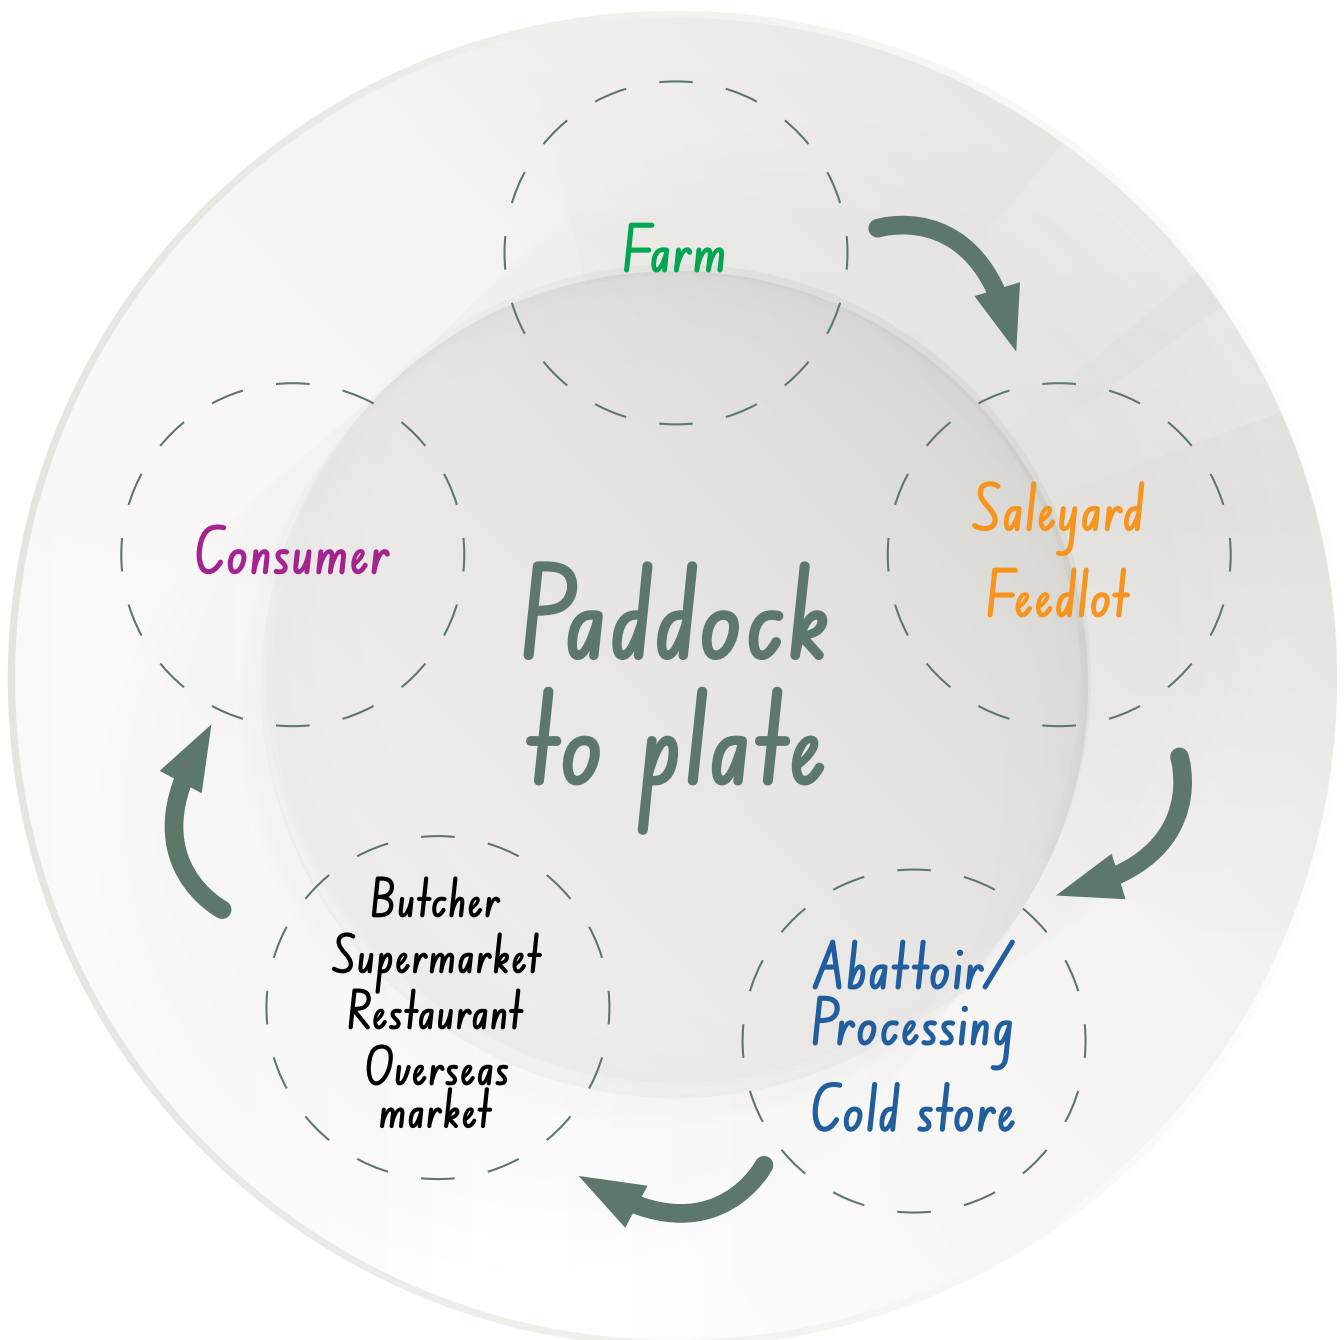 Farm
Saleyard
Feedlot
Consumer
Paddock
to plate
Butcher
Supermarket
Restaurant
Overseas
market
Abattoir/
Processing
Cold store